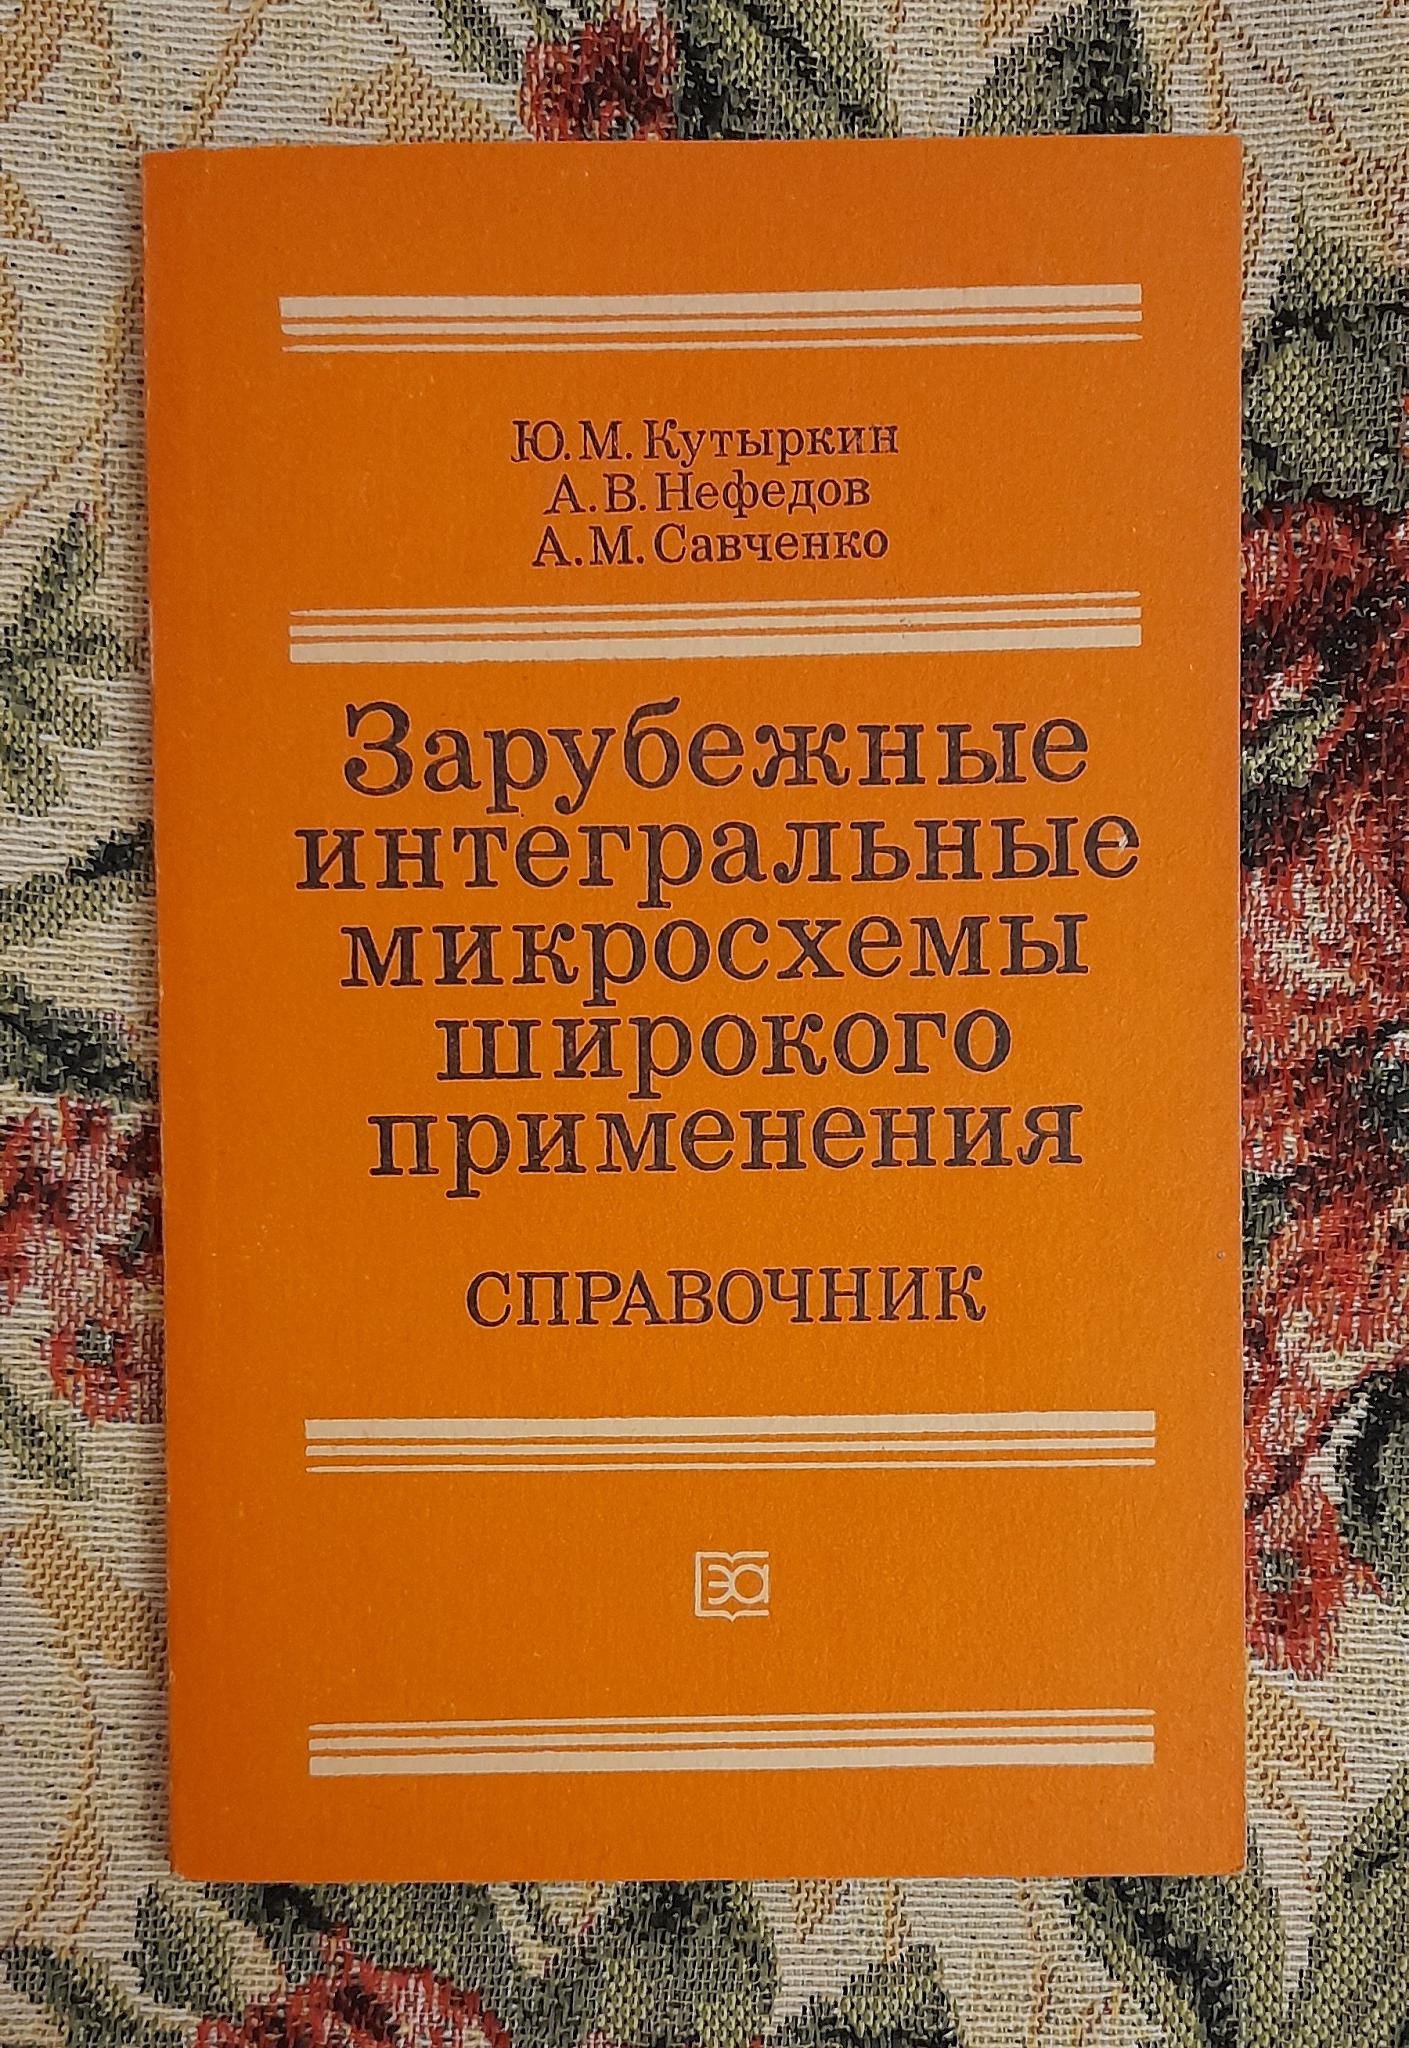 Ю.М. Кутыркин
А.В. Нефедов
А.М. Савченко
Зарубежные
интегральные
микросхемы
широкого
применения
СПРАВОЧНИК
ЭА